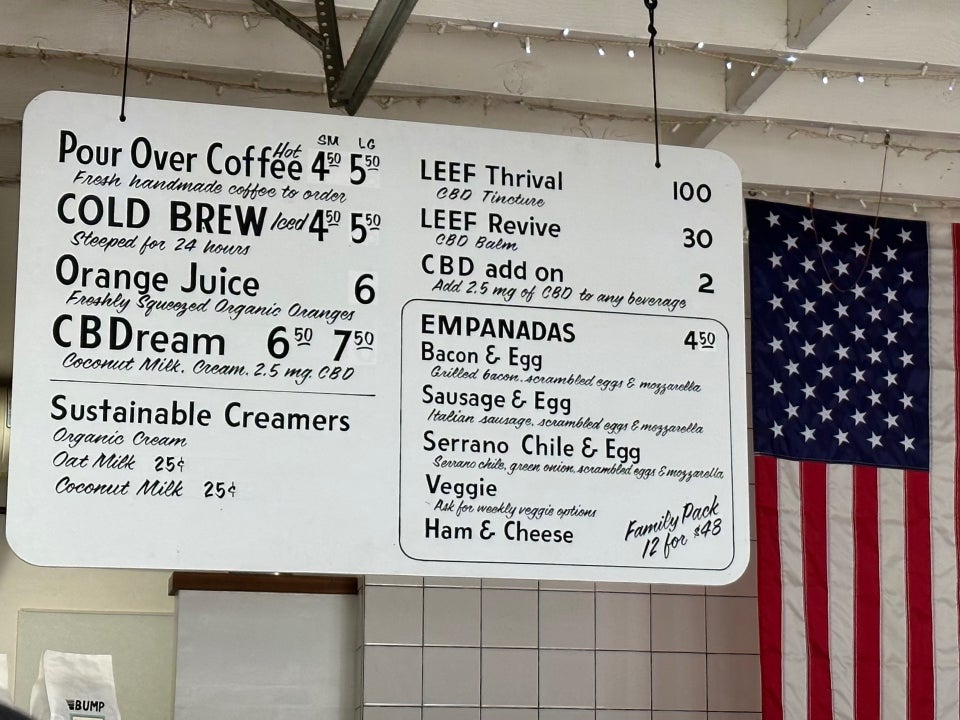 SM LG
Pour Over Coffee Hot 4.50 5.50
Fresh handmade coffee to order
COLD BREW Iced 4.50 5.50
Steeped for 24 hours
Orange Juice 6
Freshly Squeezed Organic Oranges
CBDream 6.50 7.50
Coconut Milk. Cream. 2.5 mg. CBD
Sustainable Creamers
Organic Cream
Oat Milk 25¢
Coconut Milk 25¢
LEEF Thrival 100
CBD Tincture
LEEF Revive 30
CBD Balm
CBD add on 2
Add 2.5 mg of CBD to any beverage
EMPANADAS 4.50
Bacon & Egg
Grilled bacon, scrambled eggs & mozzarella
Sausage & Egg
Italian sausage, scrambled eggs & mozzarella
Serrano Chile & Egg
Serrano chile, green onion, scrambled eggs & mozzarella
Veggie
Ask for weekly veggie options
Ham & Cheese
Family Pack
12 for $48
BUMP